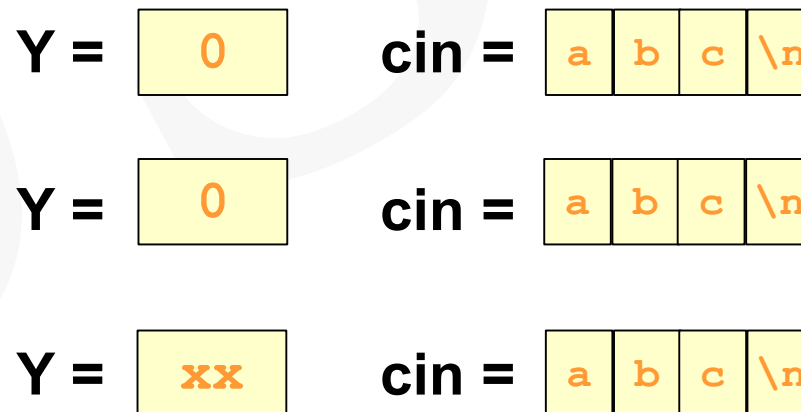 Y = 0 cin = a b c \n
Y = 0 cin = a b c \n
Y = xx cin = a b c \n